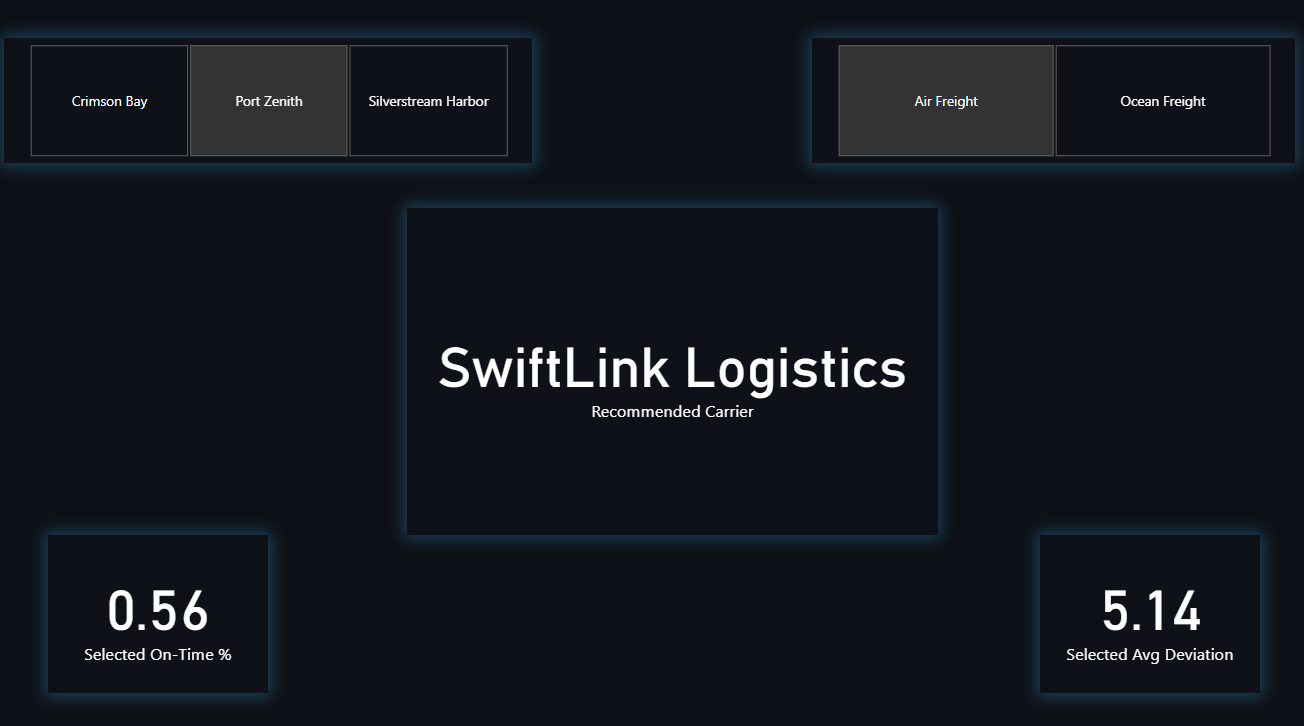 Crimson Bay
Port Zenith
Silverstream Harbor
Air Freight
Ocean Freight
SwiftLink Logistics
Recommended Carrier
0.56
Selected On-Time %
5.14
Selected Avg Deviation